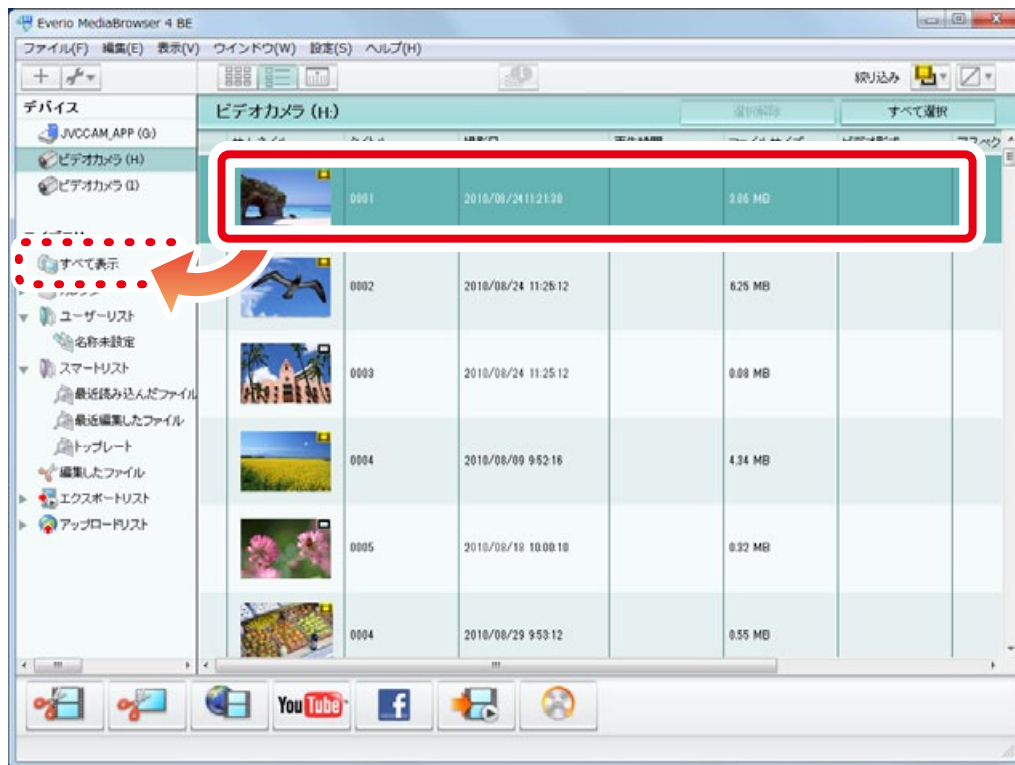 Everio MediaBrowser 4 BE
ファイル(F) 編集(E) 表示(V) ウインドウ(W) 設定(S) ヘルプ(H)
絞り込み
デバイス
ビデオカメラ (H:)
選択解除
すべて選択
JVCCAM_APP (G:)
ビデオカメラ (H)
ビデオカメラ (I)
0001 2010/08/24 11:21:30 3.06 MB
すべて表示
0002 2010/08/24 11:25:12 6.25 MB
ユーザーリスト
名称未設定
スマートリスト
0003 2010/08/24 11:25:12 0.08 MB
最近読み込んだファイル
最近編集したファイル
トップレート
0004 2010/08/09 9:52:16 4.34 MB
編集したファイル
エクスポートリスト
アップロードリスト
0005 2010/08/18 10:00:10 0.32 MB
0004 2010/08/29 9:53:12 0.55 MB
YouTube
f